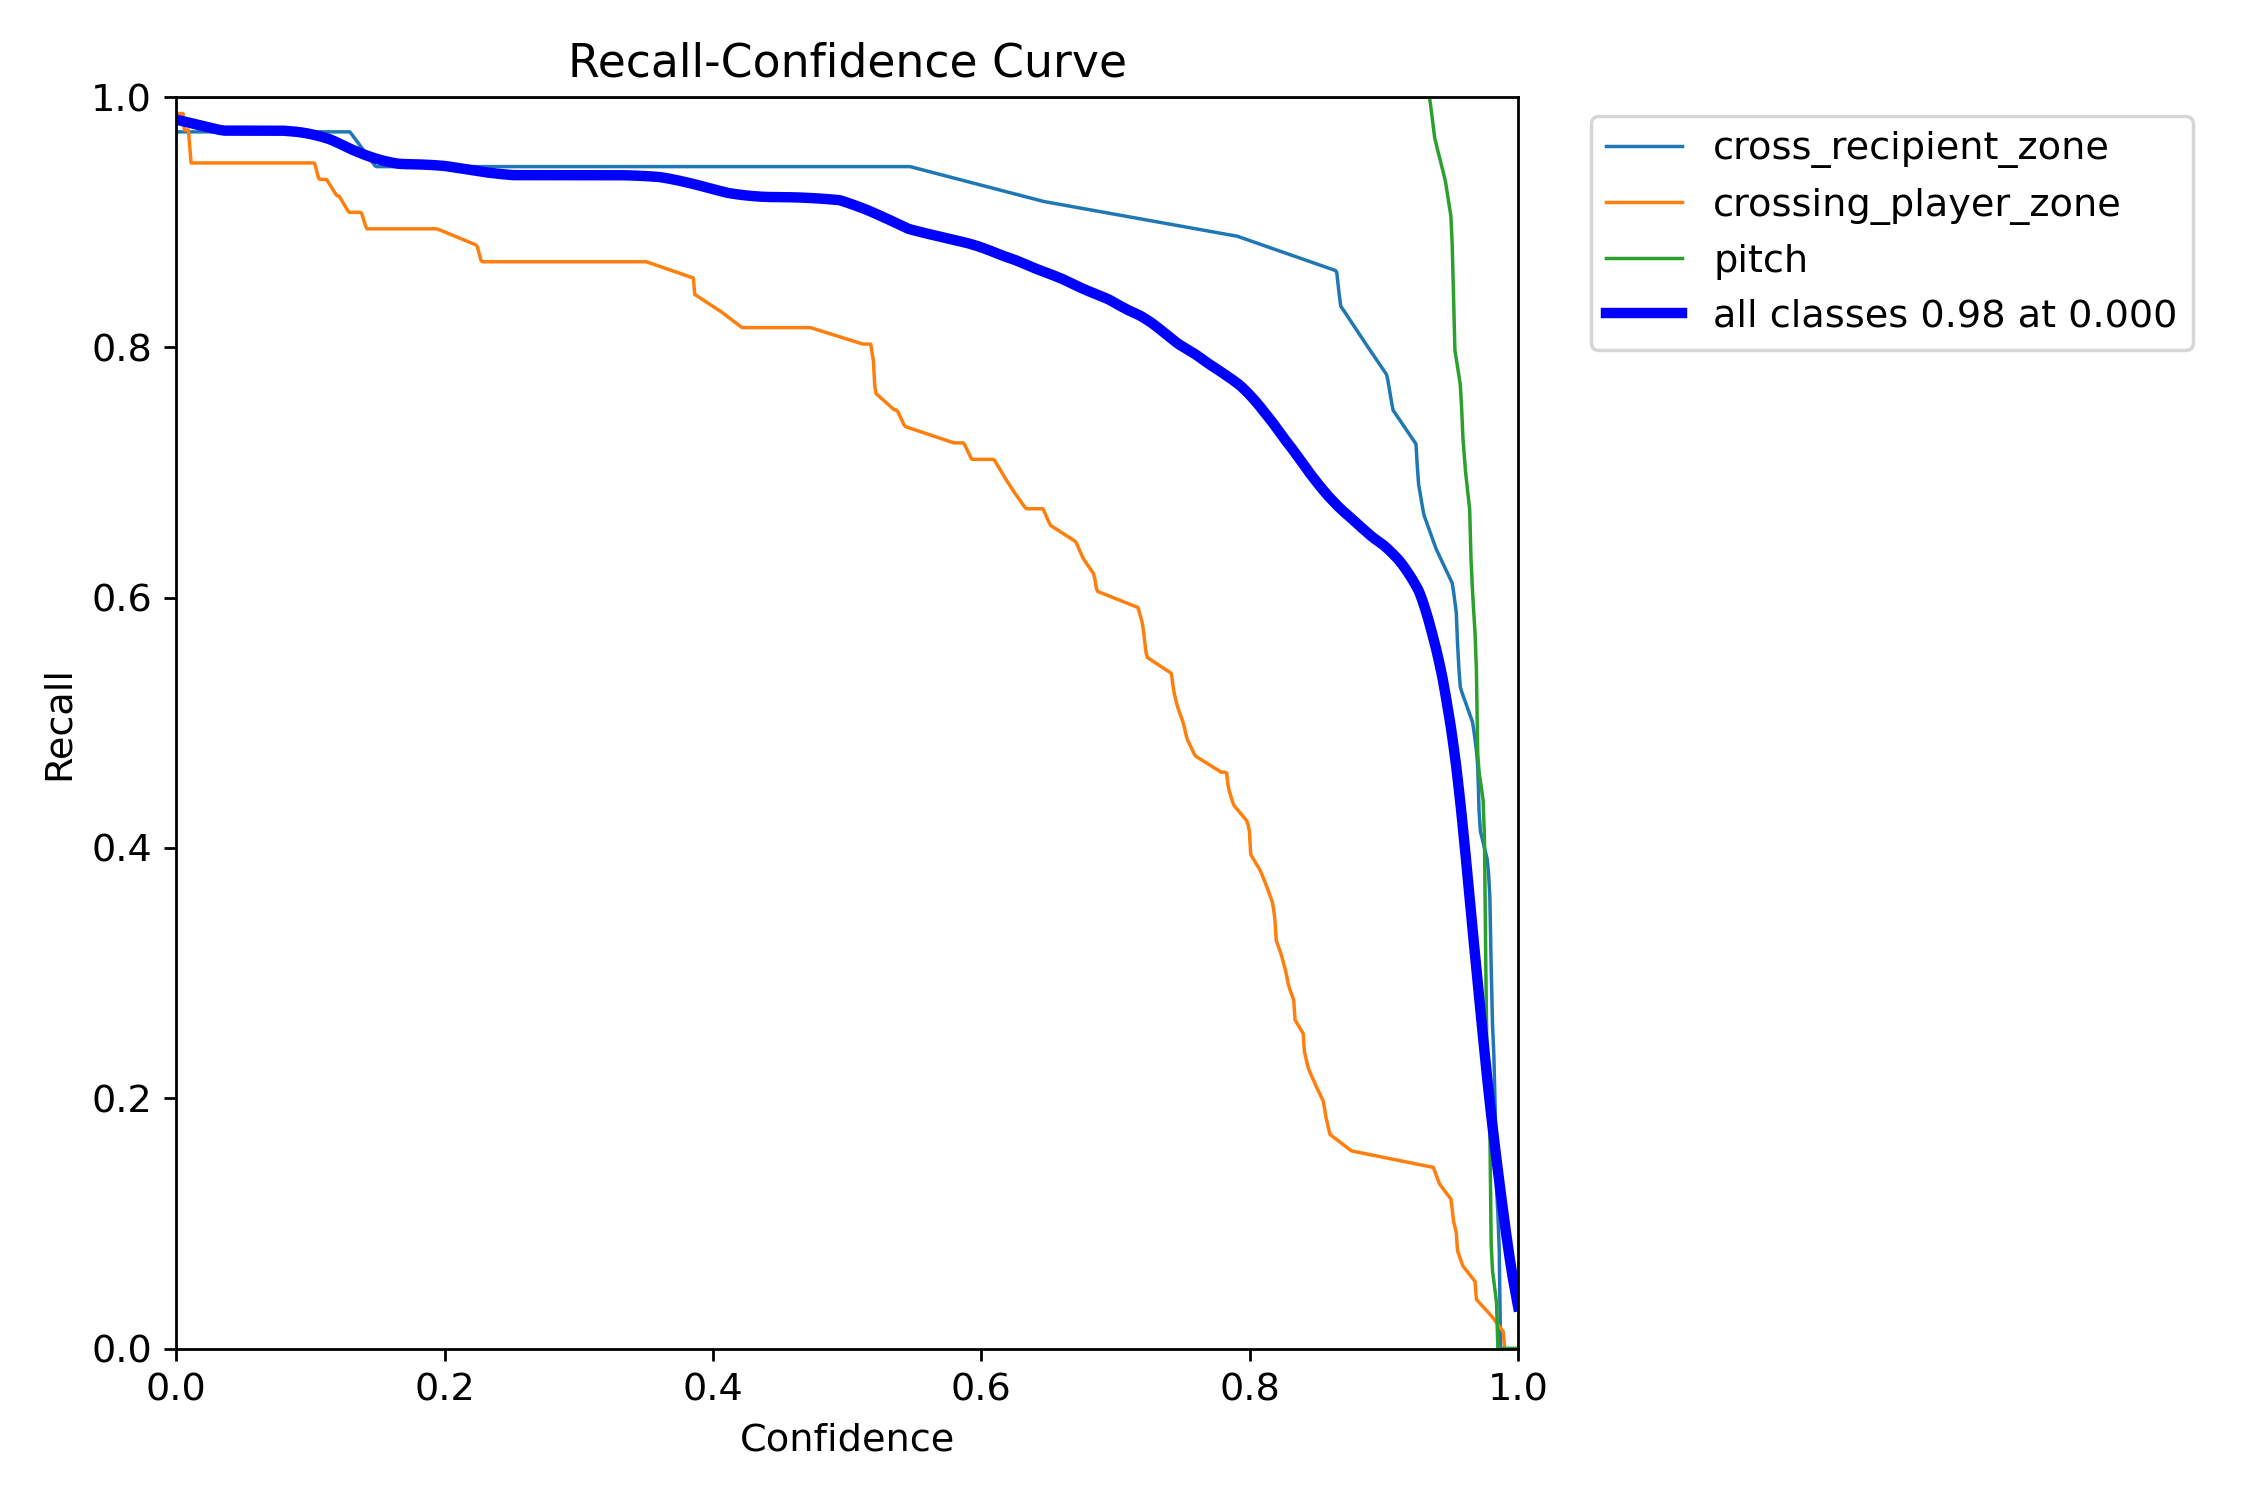 Recall-Confidence Curve
1.0
0.8
0.6
0.4
0.2
0.0
Recall
0.0 0.2 0.4 0.6 0.8 1.0
Confidence
cross_recipient_zone
crossing_player_zone
pitch
all classes 0.98 at 0.000